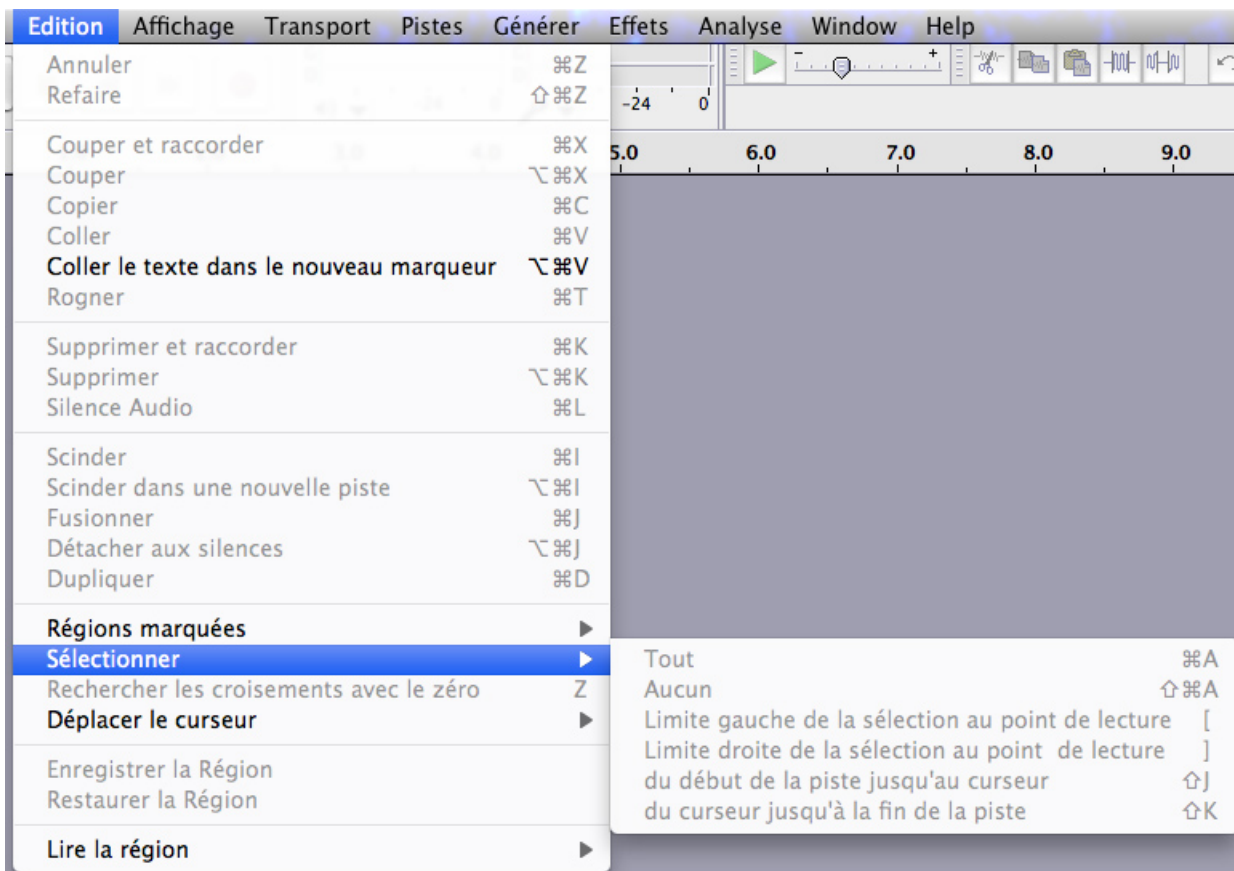 Edition Affichage Transport Pistes Générer Effets Analyse Window Help
Annuler ⌘Z
Refaire ⇧⌘Z
-24 0
Couper et raccorder ⌘X
5.0 6.0 7.0 8.0 9.0
Couper ⌥⌘X
Copier ⌘C
Coller ⌘V
Coller le texte dans le nouveau marqueur ⌥⌘V
Rogner ⌘T
Supprimer et raccorder ⌘K
Supprimer ⌥⌘K
Silence Audio ⌘L
Scinder ⌘I
Scinder dans une nouvelle piste ⌥⌘I
Fusionner ⌘J
Détacher aux silences ⌥⌘J
Dupliquer ⌘D
Régions marquées ▶
Sélectionner ▶
Rechercher les croisements avec le zéro Z
Déplacer le curseur ▶
Enregistrer la Région
Restaurer la Région
Lire la région ▶
Tout ⌘A
Aucun ⇧⌘A
Limite gauche de la sélection au point de lecture [
Limite droite de la sélection au point de lecture ]
du début de la piste jusqu'au curseur ⇧J
du curseur jusqu'à la fin de la piste ⇧K